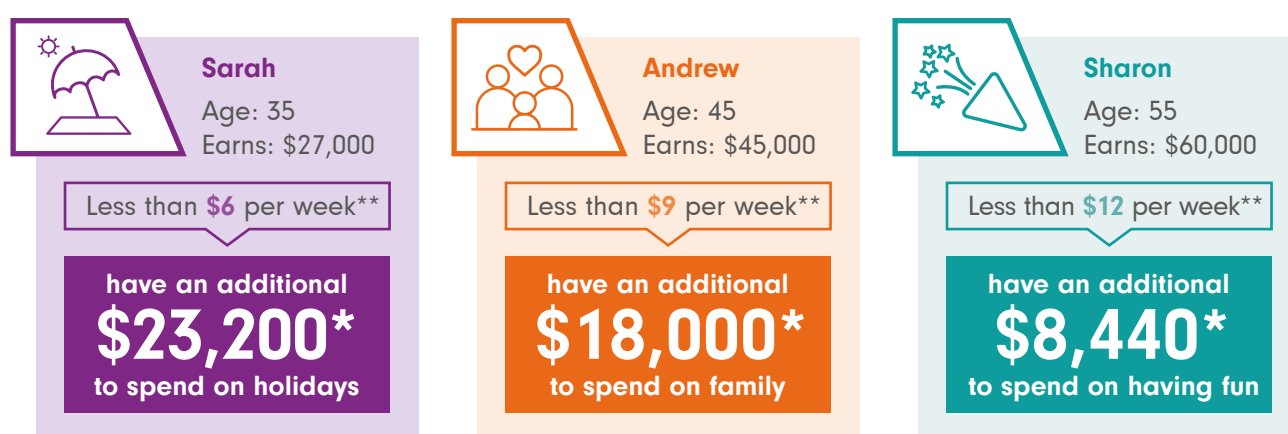 Sarah
Age: 35
Earns: $27,000
Less than $6 per week**
have an additional
$23,200*
to spend on holidays
Andrew
Age: 45
Earns: $45,000
Less than $9 per week**
have an additional
$18,000*
to spend on family
Sharon
Age: 55
Earns: $60,000
Less than $12 per week**
have an additional
$8,440*
to spend on having fun